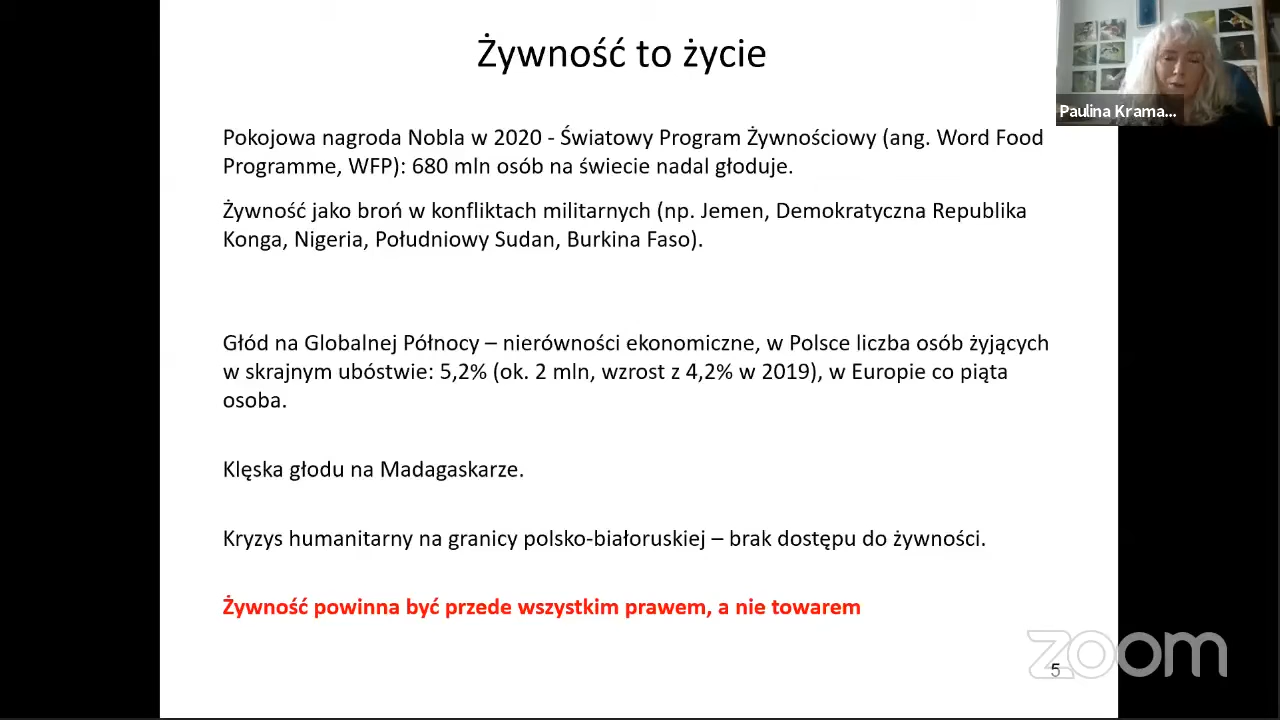 Żywność to życie
Paulina Krama...
Pokojowa nagroda Nobla w 2020 - Światowy Program Żywnościowy (ang. Word Food
Programme, WFP): 680 mln osób na świecie nadal głoduje.
Żywność jako broń w konfliktach militarnych (np. Jemen, Demokratyczna Republika
Konga, Nigeria, Południowy Sudan, Burkina Faso).
Głód na Globalnej Północy – nierówności ekonomiczne, w Polsce liczba osób żyjących
w skrajnym ubóstwie: 5,2% (ok. 2 mln, wzrost z 4,2% w 2019), w Europie co piąta
osoba.
Klęska głodu na Madagaskarze.
Kryzys humanitarny na granicy polsko-białoruskiej – brak dostępu do żywności.
Żywność powinna być przede wszystkim prawem, a nie towarem
zoom
5